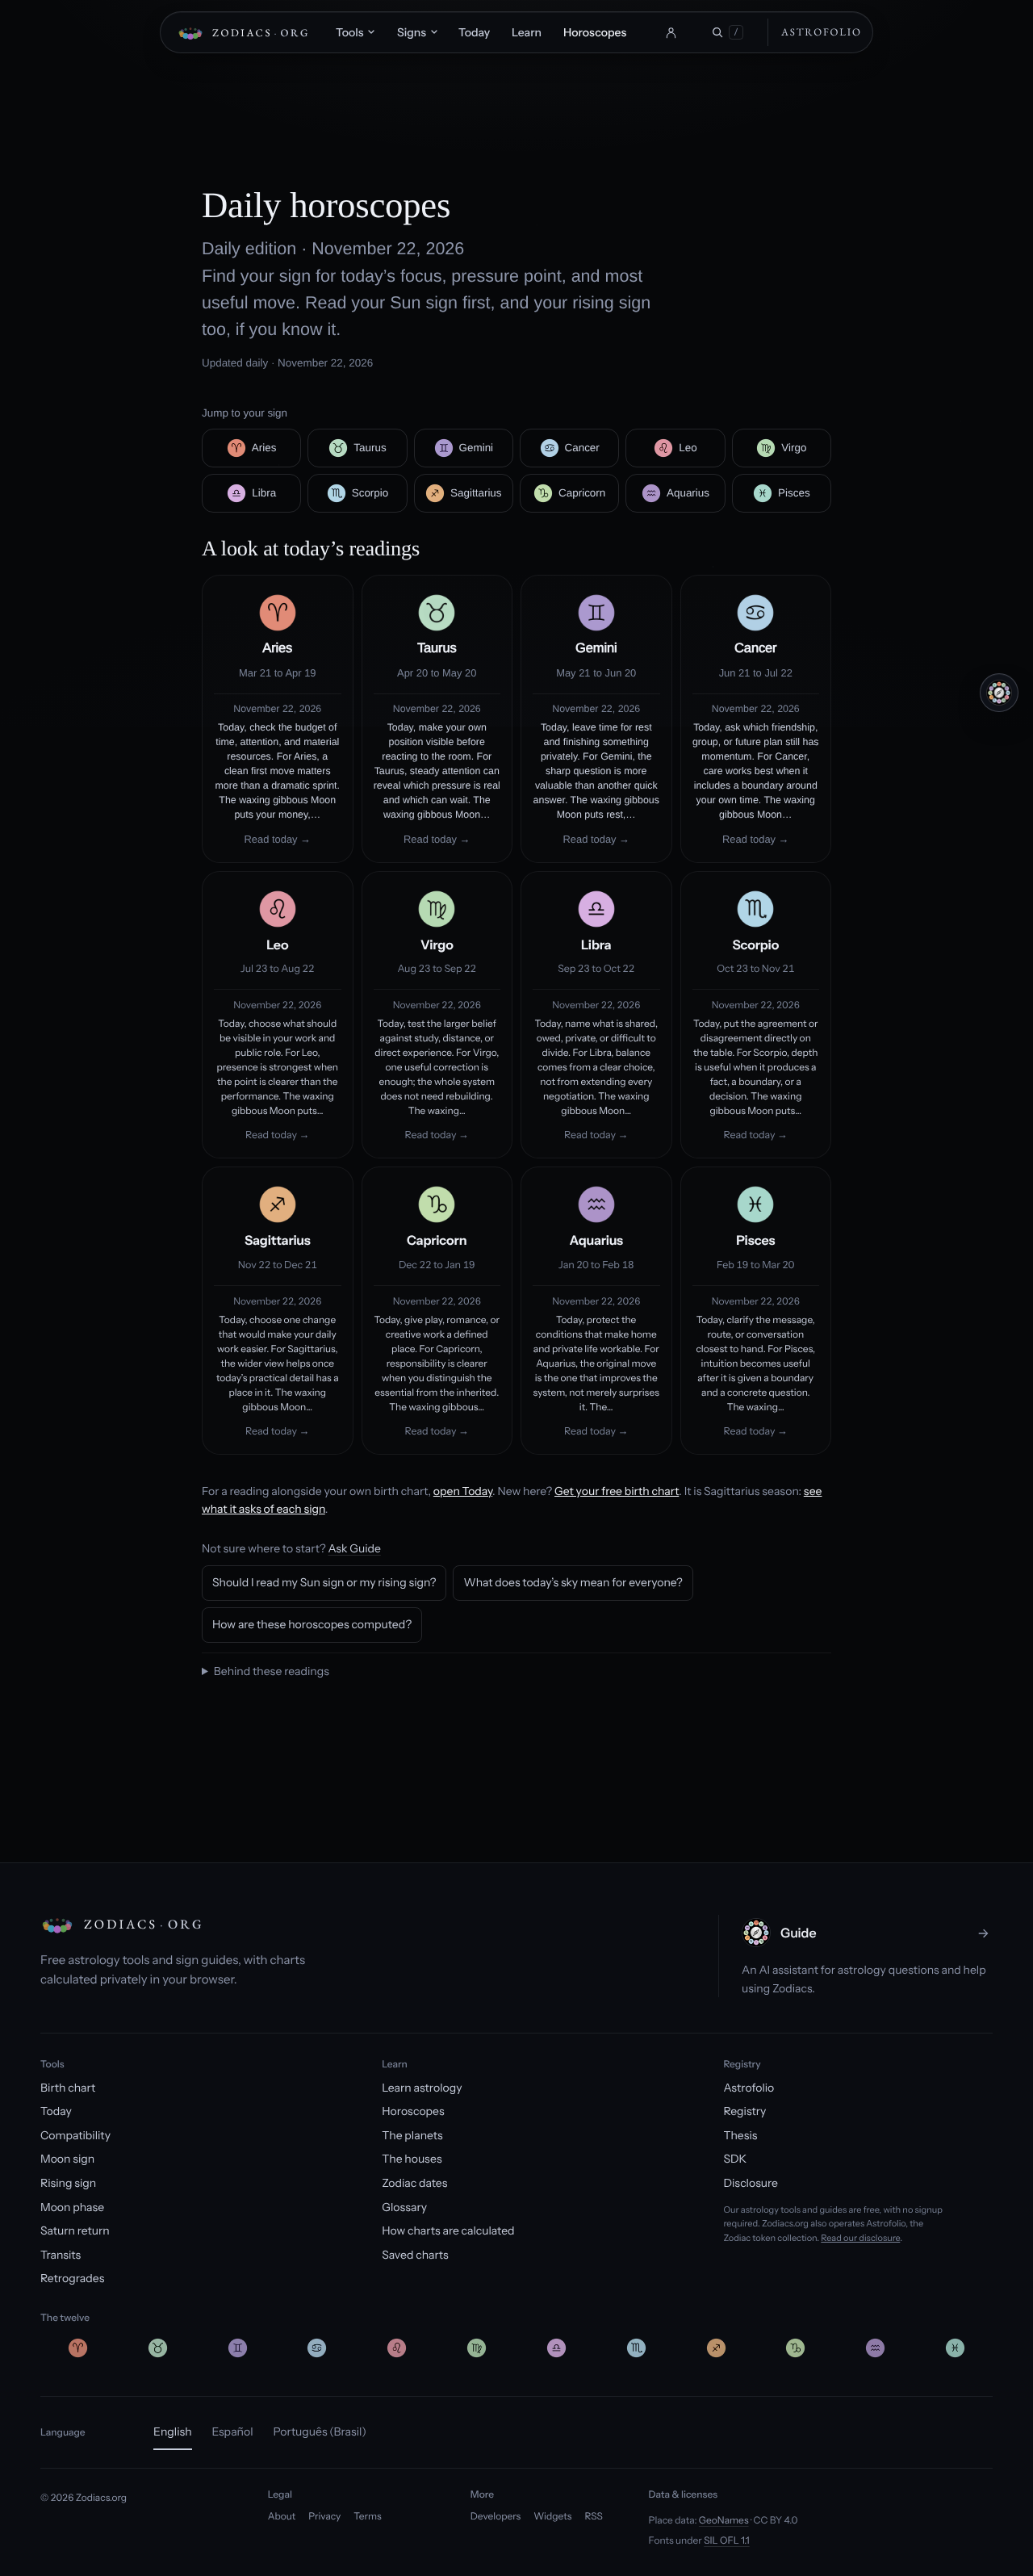 ZODIACS·ORG Tools Signs Today Learn Horoscopes / ASTROFOLIO
Daily horoscopes
Daily edition · November 22, 2026
Find your sign for today’s focus, pressure point, and most
useful move. Read your Sun sign first, and your rising sign
too, if you know it.
Updated daily · November 22, 2026
Jump to your sign
Aries Taurus Gemini Cancer Leo Virgo
Libra Scorpio Sagittarius Capricorn Aquarius Pisces
A look at today’s readings
Aries
Mar 21 to Apr 19
November 22, 2026
Today, check the budget of
time, attention, and material
resources. For Aries, a
clean first move matters
more than a dramatic sprint.
The waxing gibbous Moon
puts your money,…
Read today →
Taurus
Apr 20 to May 20
November 22, 2026
Today, make your own
position visible before
reacting to the room. For
Taurus, steady attention can
reveal which pressure is real
and which can wait. The
waxing gibbous Moon…
Read today →
Gemini
May 21 to Jun 20
November 22, 2026
Today, leave time for rest
and finishing something
privately. For Gemini, the
sharp question is more
valuable than another quick
answer. The waxing gibbous
Moon puts rest,…
Read today →
Cancer
Jun 21 to Jul 22
November 22, 2026
Today, ask which friendship,
group, or future plan still has
momentum. For Cancer,
care works best when it
includes a boundary around
your own time. The waxing
gibbous Moon…
Read today →
Leo
Jul 23 to Aug 22
November 22, 2026
Today, choose what should
be visible in your work and
public role. For Leo,
presence is strongest when
the point is clearer than the
performance. The waxing
gibbous Moon puts…
Read today →
Virgo
Aug 23 to Sep 22
November 22, 2026
Today, test the larger belief
against study, distance, or
direct experience. For Virgo,
one useful correction is
enough; the whole system
does not need rebuilding.
The waxing…
Read today →
Libra
Sep 23 to Oct 22
November 22, 2026
Today, name what is shared,
owed, private, or difficult to
divide. For Libra, balance
comes from a clear choice,
not from extending every
negotiation. The waxing
gibbous Moon…
Read today →
Scorpio
Oct 23 to Nov 21
November 22, 2026
Today, put the agreement or
disagreement directly on
the table. For Scorpio, depth
is useful when it produces a
fact, a boundary, or a
decision. The waxing
gibbous Moon puts…
Read today →
Sagittarius
Nov 22 to Dec 21
November 22, 2026
Today, choose one change
that would make your daily
work easier. For Sagittarius,
the wider view helps once
today’s practical detail has a
place in it. The waxing
gibbous Moon…
Read today →
Capricorn
Dec 22 to Jan 19
November 22, 2026
Today, give play, romance, or
creative work a defined
place. For Capricorn,
responsibility is clearer
when you distinguish the
essential from the inherited.
The waxing gibbous…
Read today →
Aquarius
Jan 20 to Feb 18
November 22, 2026
Today, protect the
conditions that make home
and private life workable. For
Aquarius, the original move
is the one that improves the
system, not merely surprises
it. The…
Read today →
Pisces
Feb 19 to Mar 20
November 22, 2026
Today, clarify the message,
route, or conversation
closest to hand. For Pisces,
intuition becomes useful
after it is given a boundary
and a concrete question.
The waxing…
Read today →
For a reading alongside your own birth chart, open Today. New here? Get your free birth chart. It is Sagittarius season: see
what it asks of each sign.
Not sure where to start? Ask Guide
Should I read my Sun sign or my rising sign? What does today’s sky mean for everyone?
How are these horoscopes computed?
Behind these readings
ZODIACS·ORG
Free astrology tools and sign guides, with charts
calculated privately in your browser.
Guide →
An AI assistant for astrology questions and help
using Zodiacs.
Tools
Birth chart
Today
Compatibility
Moon sign
Rising sign
Moon phase
Saturn return
Transits
Retrogrades
Learn
Learn astrology
Horoscopes
The planets
The houses
Zodiac dates
Glossary
How charts are calculated
Saved charts
Registry
Astrofolio
Registry
Thesis
SDK
Disclosure
Our astrology tools and guides are free, with no signup
required. Zodiacs.org also operates Astrofolio, the
Zodiac token collection. Read our disclosure.
The twelve
Language English Español Português (Brasil)
© 2026 Zodiacs.org
Legal
About Privacy Terms
More
Developers Widgets RSS
Data & licenses
Place data: GeoNames · CC BY 4.0
Fonts under SIL OFL 1.1